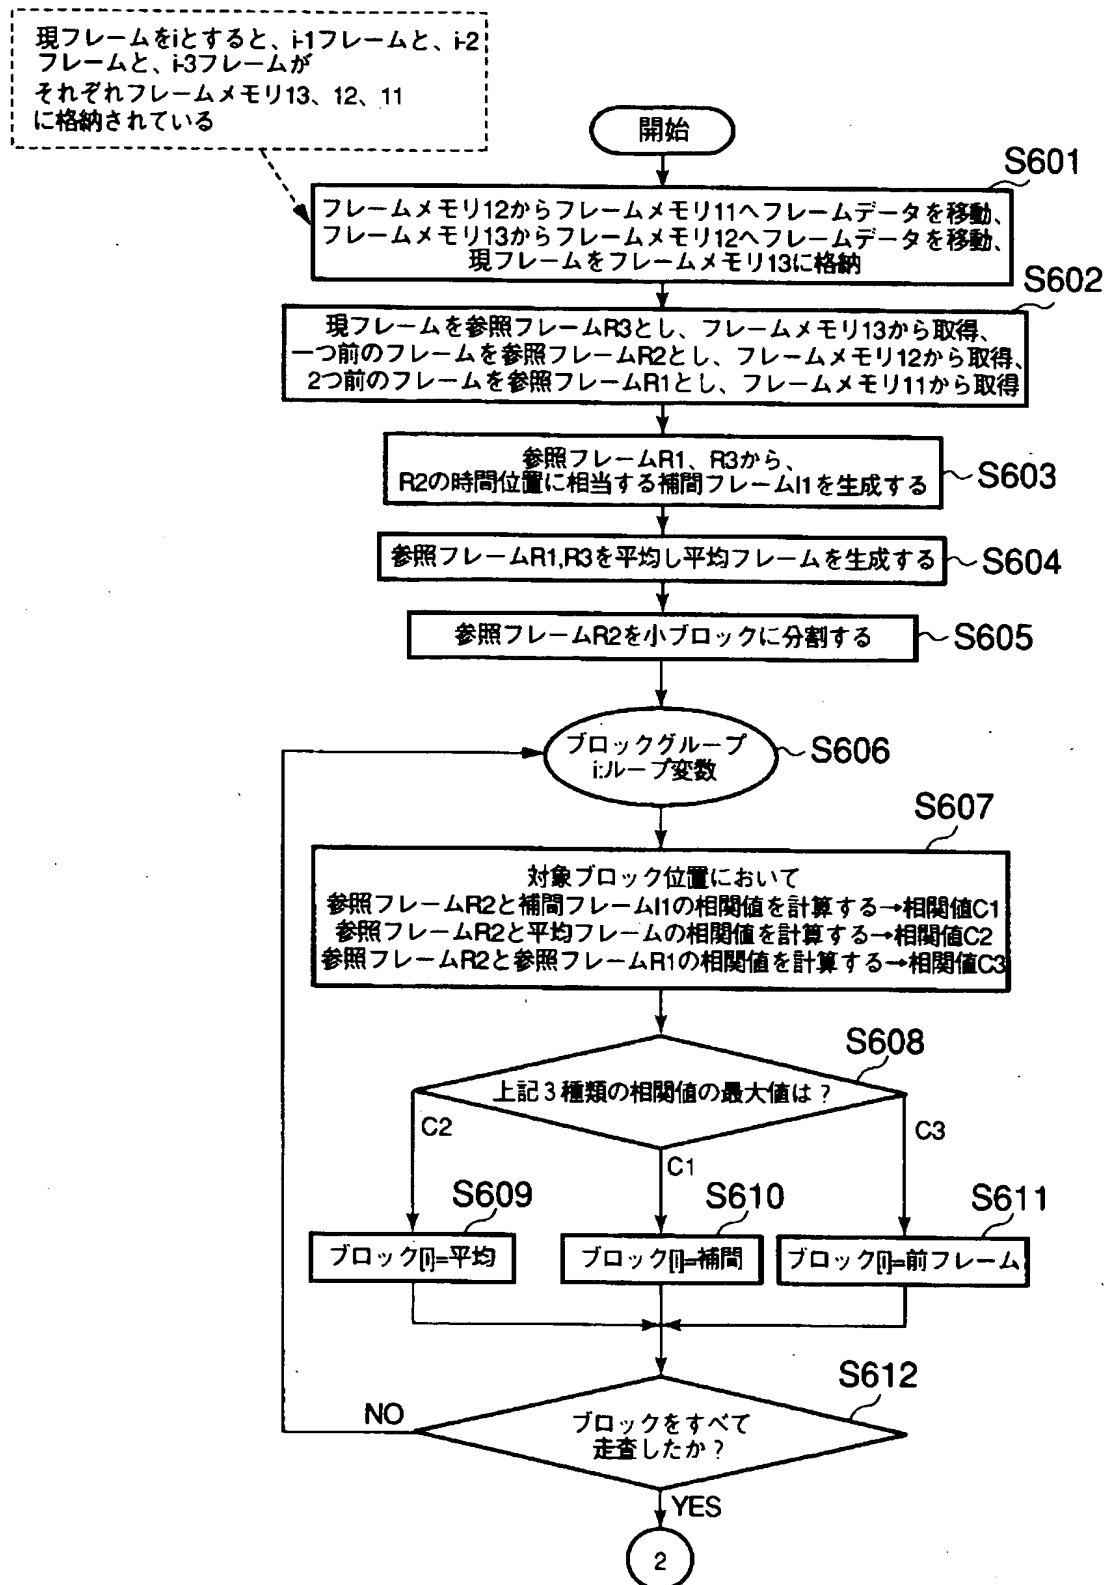 現フレームをiとすると、i-1フレームと、i-2
フレームと、i-3フレームが
それぞれフレームメモリ13、12、11
に格納されている
開始
S601
フレームメモリ12からフレームメモリ11へフレームデータを移動、
フレームメモリ13からフレームメモリ12へフレームデータを移動、
現フレームをフレームメモリ13に格納
S602
現フレームを参照フレームR3とし、フレームメモリ13から取得、
一つ前のフレームを参照フレームR2とし、フレームメモリ12から取得、
2つ前のフレームを参照フレームR1とし、フレームメモリ11から取得
参照フレームR1、R3から、
R2の時間位置に相当する補間フレームI1を生成する
S603
参照フレームR1,R3を平均し平均フレームを生成する
S604
参照フレームR2を小ブロックに分割する
S605
ブロックグループ
i:ループ変数
S606
S607
対象ブロック位置において
参照フレームR2と補間フレームI1の相関値を計算する→相関値C1
参照フレームR2と平均フレームの相関値を計算する→相関値C2
参照フレームR2と参照フレームR1の相関値を計算する→相関値C3
S608
上記3種類の相関値の最大値は?
C2
C1
C3
S609
S610
S611
ブロック[i]=平均
ブロック[i]=補間
ブロック[i]=前フレーム
S612
ブロックをすべて
走査したか?
NO
YES
2